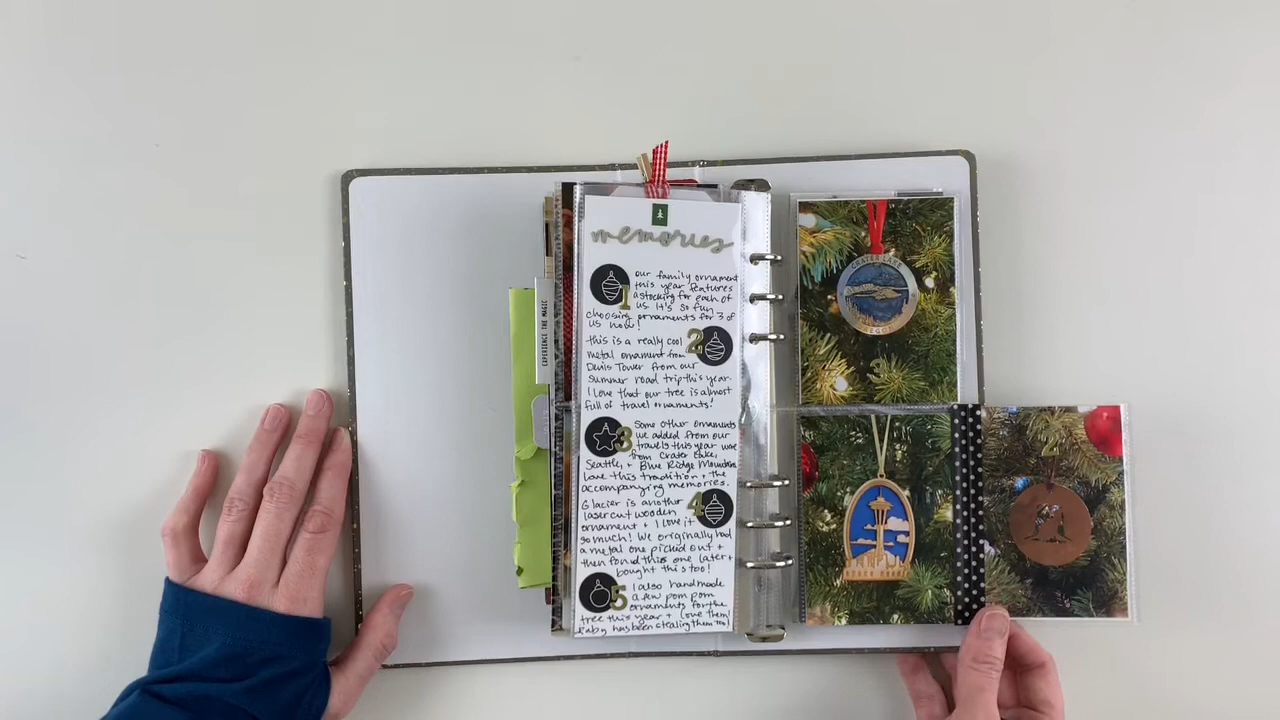 memories
our family ornament
this year features
a stocking for each of
us. It's so fun
choosing ornaments for 3 of
us now!
1
this is a really cool
metal ornament from
Devils Tower from our
summer road trip this year.
I love that our tree is almost
full of travel ornaments!
2
Some other ornaments
we added from our
travels this year were
from Crater Lake,
Seattle, + Blue Ridge Mountains
Love this tradition + the
accompanying memories.
3
Glacier is another
laser cut wooden
ornament + I love it
so much! We originally had
a metal one picked out +
then found this one later +
bought this too!
4
I also handmade
a few pom pom
ornaments for the
tree this year + love them!
Baby has been stealing them too!
5
EXPERIENCE THE MAGIC
CRATER LAKE
OREGON
3
2